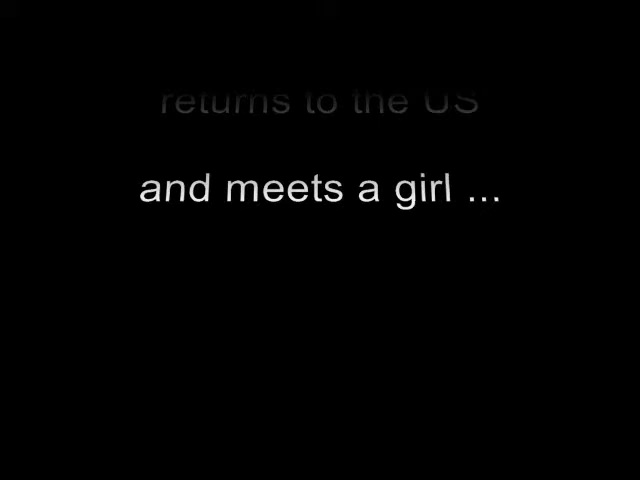 returns to the US
and meets a girl ...